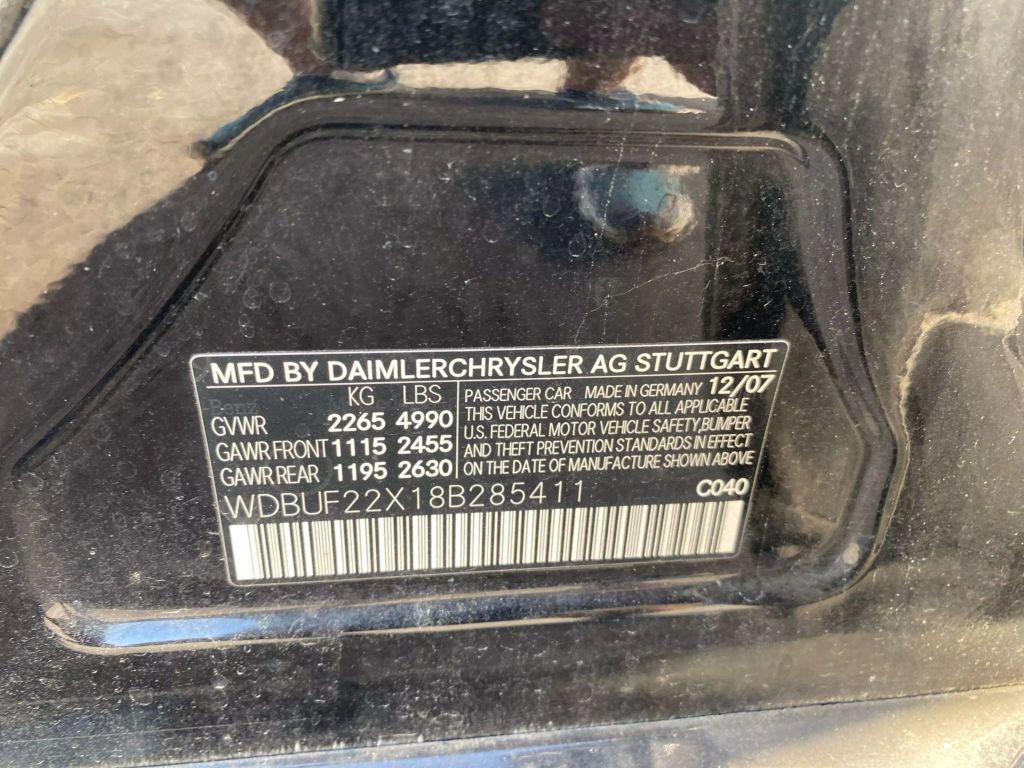 MFD BY DAIMLERCHRYSLER AG STUTTGART
KG LBS
GVWR 2265 4990
GAWR FRONT 1115 2455
GAWR REAR 1195 2630
PASSENGER CAR MADE IN GERMANY 12/07
THIS VEHICLE CONFORMS TO ALL APPLICABLE
U.S. FEDERAL MOTOR VEHICLE SAFETY,BUMPER
AND THEFT PREVENTION STANDARDS IN EFFECT
ON THE DATE OF MANUFACTURE SHOWN ABOVE
WDBUF22X18B285411 C040